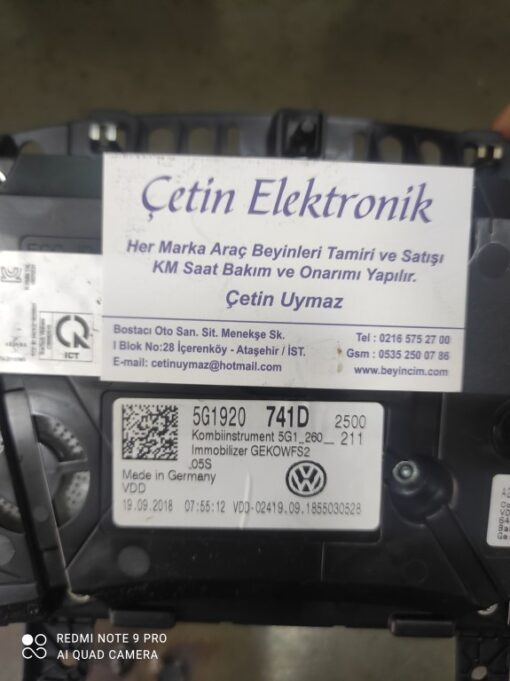 Çetin Elektronik
Her Marka Araç Beyinleri Tamiri ve Satışı
KM Saat Bakım ve Onarımı Yapılır.
Çetin Uymaz
Bostacı Oto San. Sit. Menekşe Sk.
I Blok No:28 İçerenköy - Ataşehir / İST.
E-mail: cetinuymaz@hotmail.com
Tel : 0216 575 27 00
Gsm : 0535 250 07 86
www.beyincim.com
ICT
5G1920 741D 2500
Kombiinstrument 5G1_260_ 211
Immobilizer GEKOWFS2
.05S
Made in Germany
VDD
19.09.2018 07:55:12 VDD-02419.09.1855030528
REDMI NOTE 9 PRO
AI QUAD CAMERA